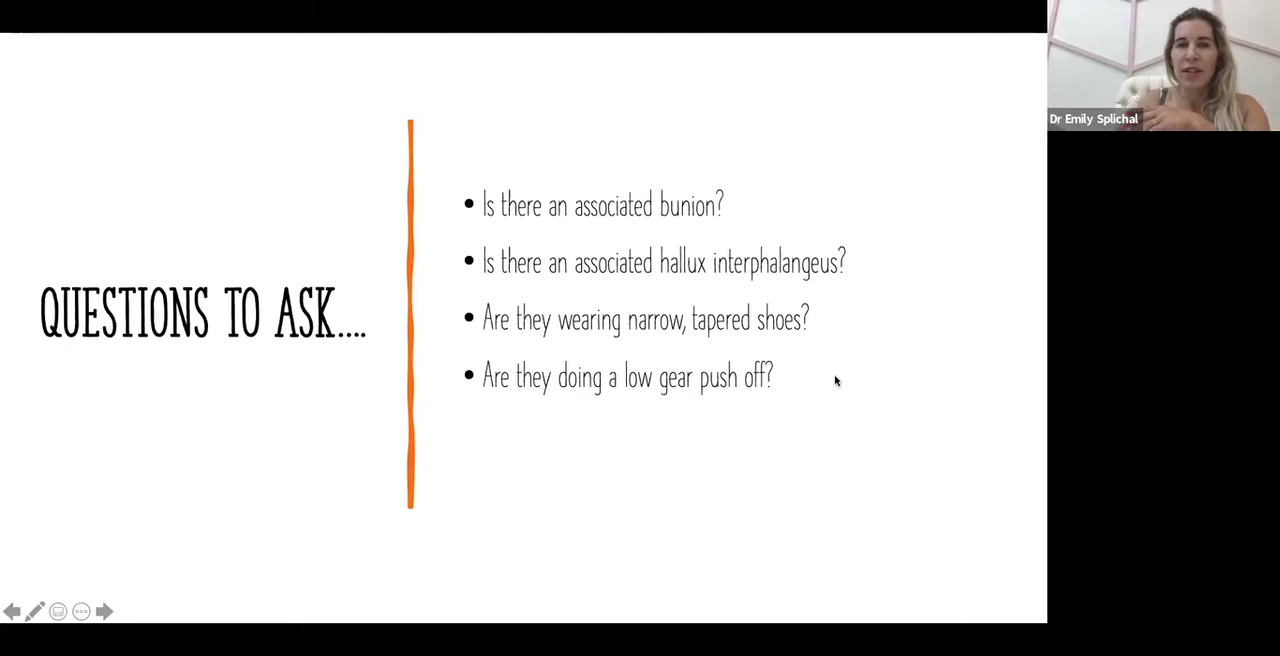 Dr Emily Splichal
QUESTIONS TO ASK....
• Is there an associated bunion?
• Is there an associated hallux interphalangeus?
• Are they wearing narrow, tapered shoes?
• Are they doing a low gear push off?